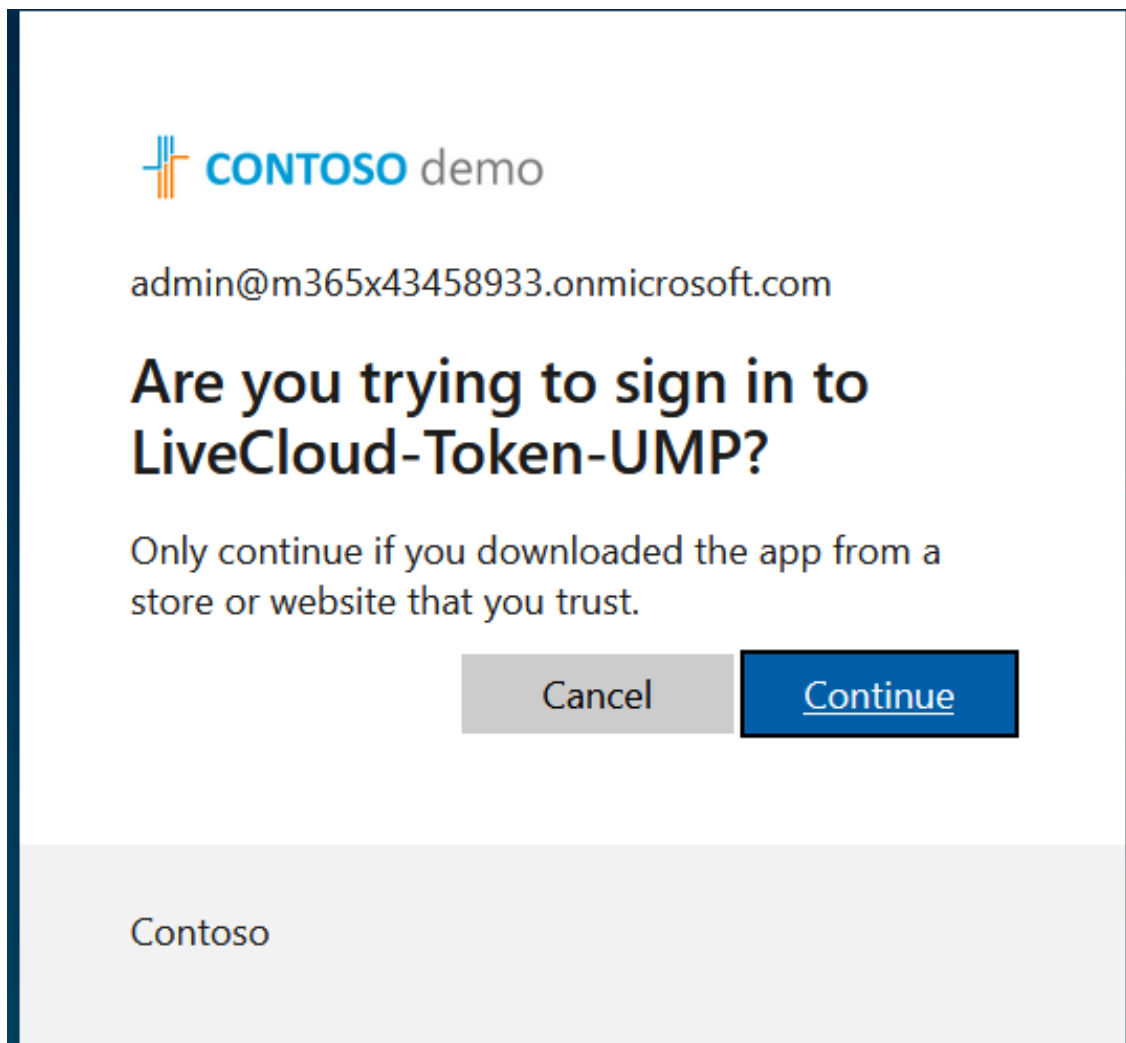 CONTOSO demo
admin@m365x43458933.onmicrosoft.com
Are you trying to sign in to
LiveCloud-Token-UMP?
Only continue if you downloaded the app from a
store or website that you trust.
Cancel Continue
Contoso